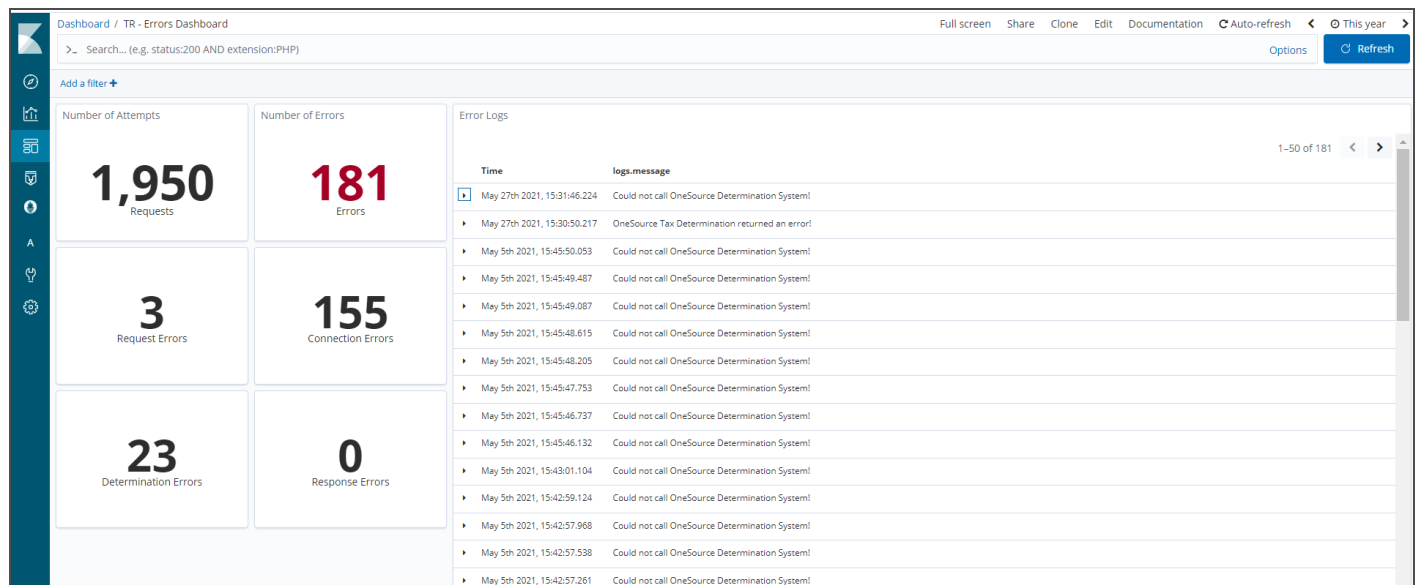 Dashboard / TR - Errors Dashboard
Full screen Share Clone Edit Documentation Auto-refresh This year
>_ Search... (e.g. status:200 AND extension:PHP)
Options
Refresh
Add a filter +
Number of Attempts
1,950
Requests
Number of Errors
181
Errors
3
Request Errors
155
Connection Errors
23
Determination Errors
0
Response Errors
A
Error Logs
1–50 of 181
Time logs.message
May 27th 2021, 15:31:46.224 Could not call OneSource Determination System!
May 27th 2021, 15:30:50.217 OneSource Tax Determination returned an error!
May 5th 2021, 15:45:50.053 Could not call OneSource Determination System!
May 5th 2021, 15:45:49.487 Could not call OneSource Determination System!
May 5th 2021, 15:45:49.087 Could not call OneSource Determination System!
May 5th 2021, 15:45:48.615 Could not call OneSource Determination System!
May 5th 2021, 15:45:48.205 Could not call OneSource Determination System!
May 5th 2021, 15:45:47.753 Could not call OneSource Determination System!
May 5th 2021, 15:45:46.737 Could not call OneSource Determination System!
May 5th 2021, 15:45:46.132 Could not call OneSource Determination System!
May 5th 2021, 15:43:01.104 Could not call OneSource Determination System!
May 5th 2021, 15:42:59.124 Could not call OneSource Determination System!
May 5th 2021, 15:42:57.968 Could not call OneSource Determination System!
May 5th 2021, 15:42:57.538 Could not call OneSource Determination System!
May 5th 2021, 15:42:57.261 Could not call OneSource Determination System!